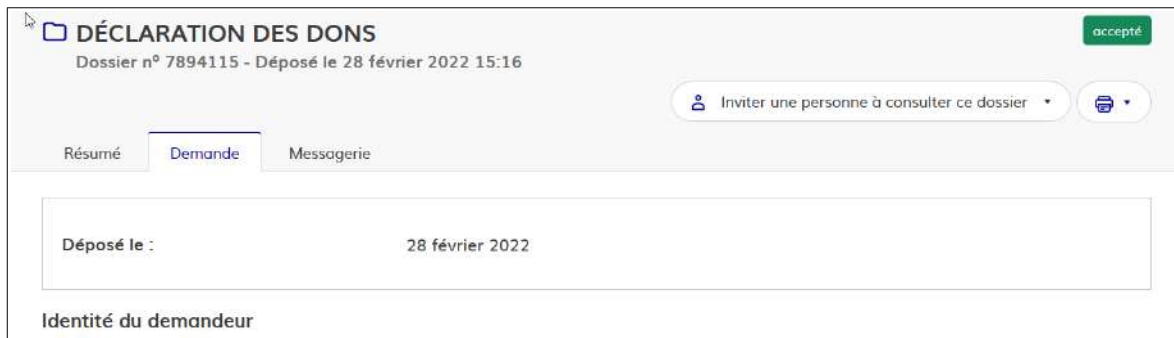 DÉCLARATION DES DONS
accepté
Dossier nº 7894115 - Déposé le 28 février 2022 15:16
Inviter une personne à consulter ce dossier
Résumé Demande Messagerie
Déposé le : 28 février 2022
Identité du demandeur